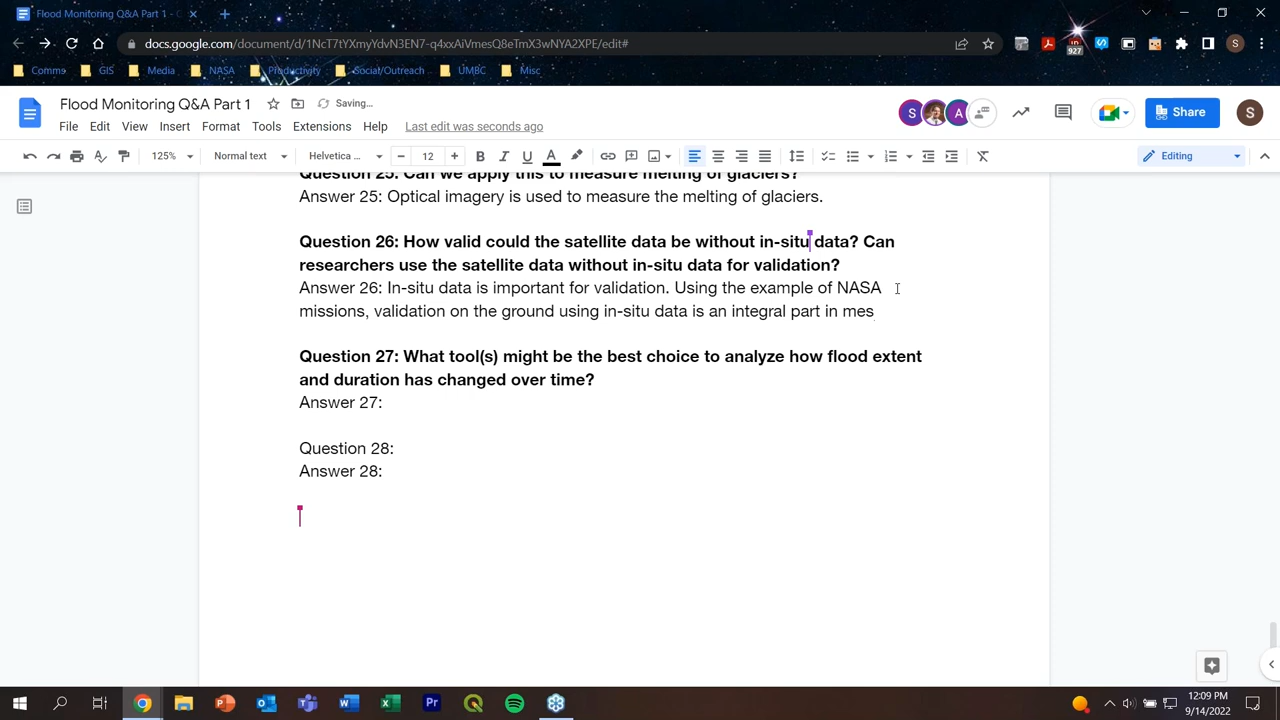 Flood Monitoring Q&A Part 1 - G
docs.google.com/document/d/1NcT7tYXmyYdvN3EN7-q4xxAiVmesQ8eTmX3wNYA2XPE/edit#
927
S
Comms GIS Media NASA Productivity Social/Outreach UMBC Misc
Flood Monitoring Q&A Part 1 Saving...
S A Share S
File Edit View Insert Format Tools Extensions Help Last edit was seconds ago
125% Normal text Helvetica ... 12 Editing
Question 25: Can we apply this to measure melting of glaciers?
Answer 25: Optical imagery is used to measure the melting of glaciers.
Question 26: How valid could the satellite data be without in-situ data? Can
researchers use the satellite data without in-situ data for validation?
Answer 26: In-situ data is important for validation. Using the example of NASA
missions, validation on the ground using in-situ data is an integral part in mes
Question 27: What tool(s) might be the best choice to analyze how flood extent
and duration has changed over time?
Answer 27:
Question 28:
Answer 28:
12:09 PM
9/14/2022